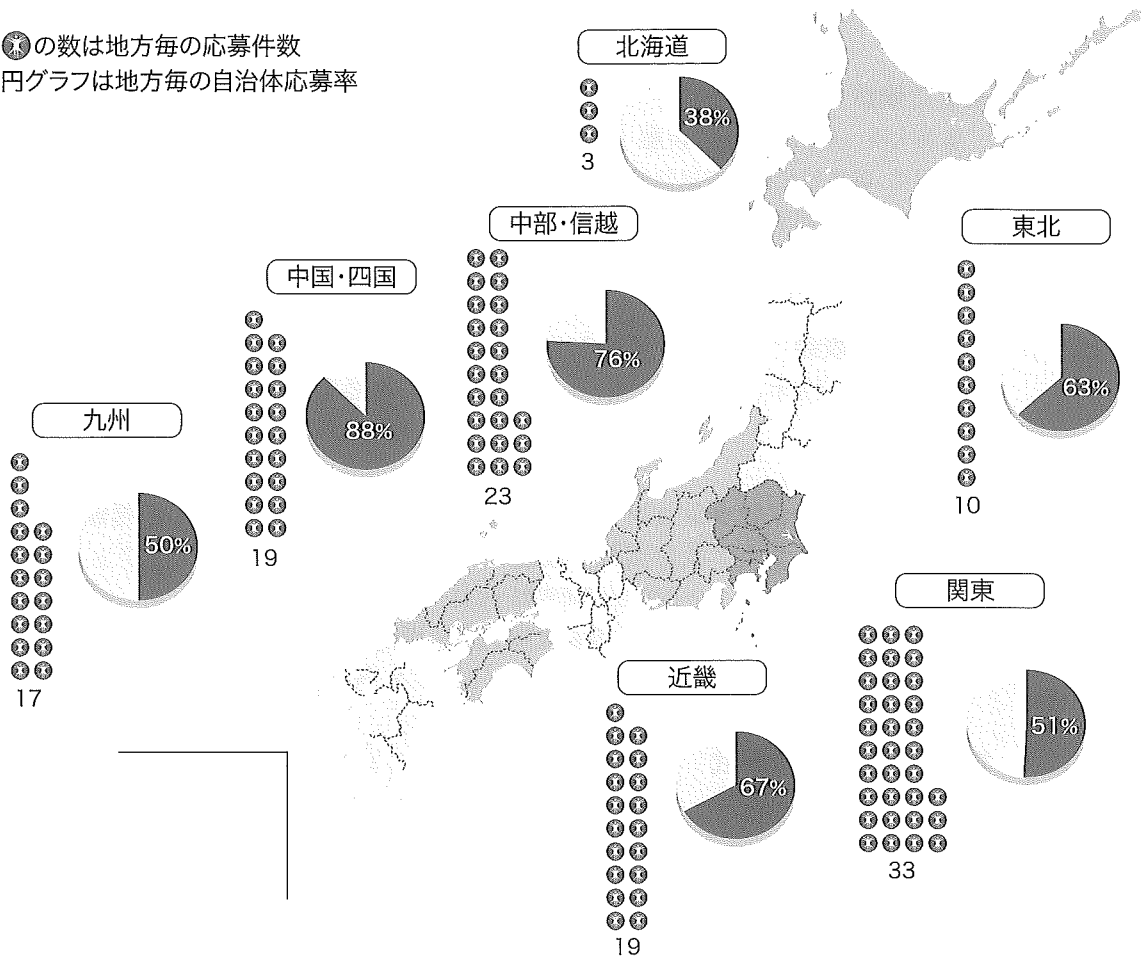 の数は地方毎の応募件数
円グラフは地方毎の自治体応募率
北海道
38%
3
中部・信越
76%
23
東北
63%
10
中国・四国
88%
19
九州
50%
17
関東
51%
33
近畿
67%
19